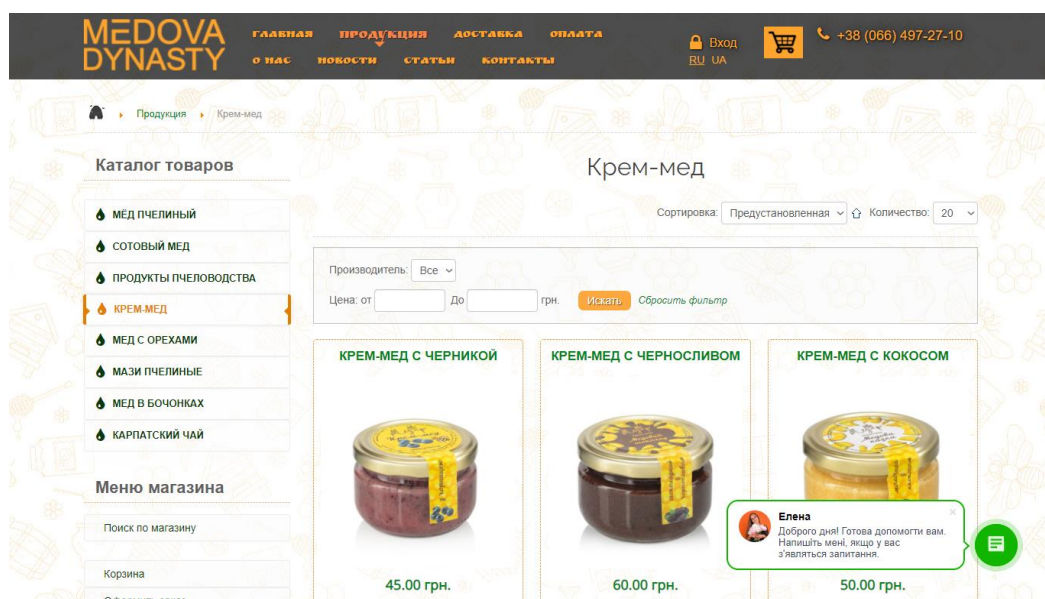 MEDOVA
DYNASTY
главная продукция доставка оплата
о нас новости статьи контакты
Вход
RU UA
+38 (066) 497-27-10
Продукция Крем-мед
Каталог товаров
МЁД ПЧЕЛИНЫЙ
СОТОВЫЙ МЕД
ПРОДУКТЫ ПЧЕЛОВОДСТВА
КРЕМ-МЕД
МЕД С ОРЕХАМИ
МАЗИ ПЧЕЛИНЫЕ
МЕД В БОЧОНКАХ
КАРПАТСКИЙ ЧАЙ
Меню магазина
Поиск по магазину
Корзина
Крем-мед
Сортировка: Предустановленная Количество: 20
Производитель: Все
Цена: от До грн. Искать Сбросить фильтр
КРЕМ-МЕД С ЧЕРНИКОЙ
45.00 грн.
КРЕМ-МЕД С ЧЕРНОСЛИВОМ
60.00 грн.
КРЕМ-МЕД С КОКОСОМ
50.00 грн.
Елена
Доброго дня! Готова допомогти вам.
Напишіть мені, якщо у вас
з'являться запитання.